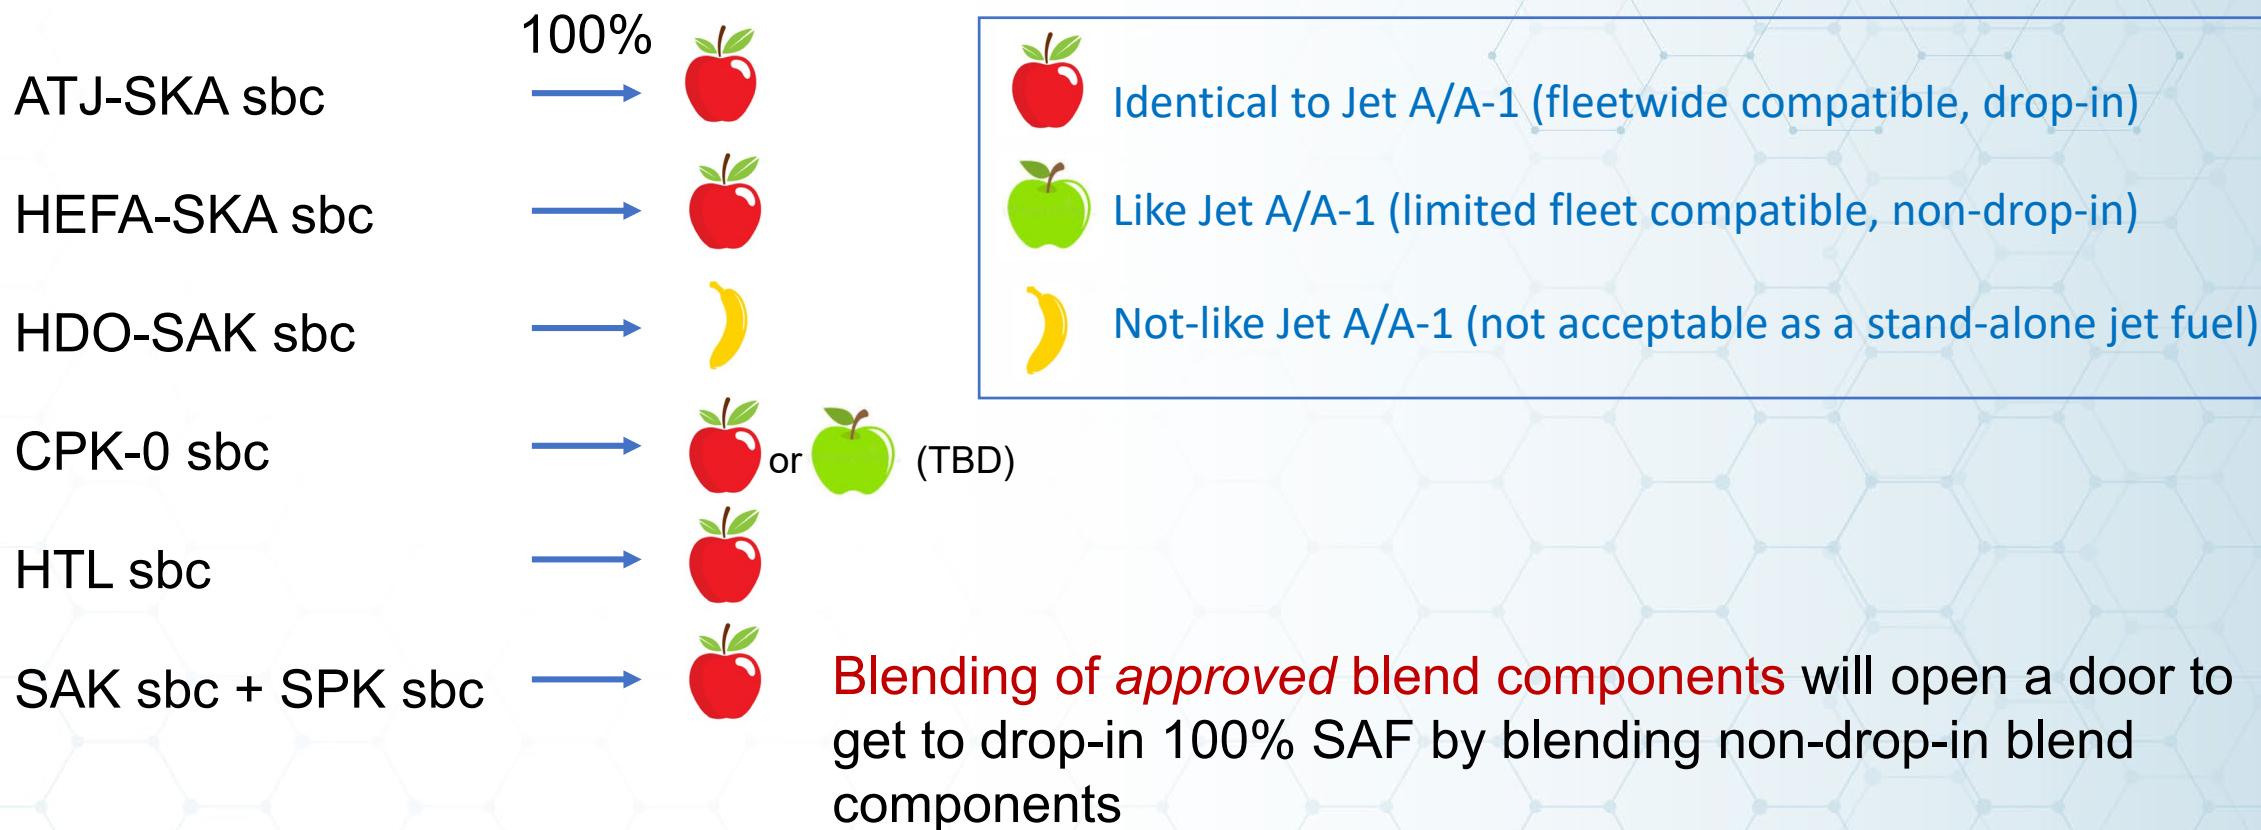 100%
ATJ-SKA sbc
HEFA-SKA sbc
HDO-SAK sbc
CPK-0 sbc
or
(TBD)
HTL sbc
SAK sbc + SPK sbc
Identical to Jet A/A-1 (fleetwide compatible, drop-in)
Like Jet A/A-1 (limited fleet compatible, non-drop-in)
Not-like Jet A/A-1 (not acceptable as a stand-alone jet fuel)
Blending of approved blend components will open a door to
get to drop-in 100% SAF by blending non-drop-in blend
components